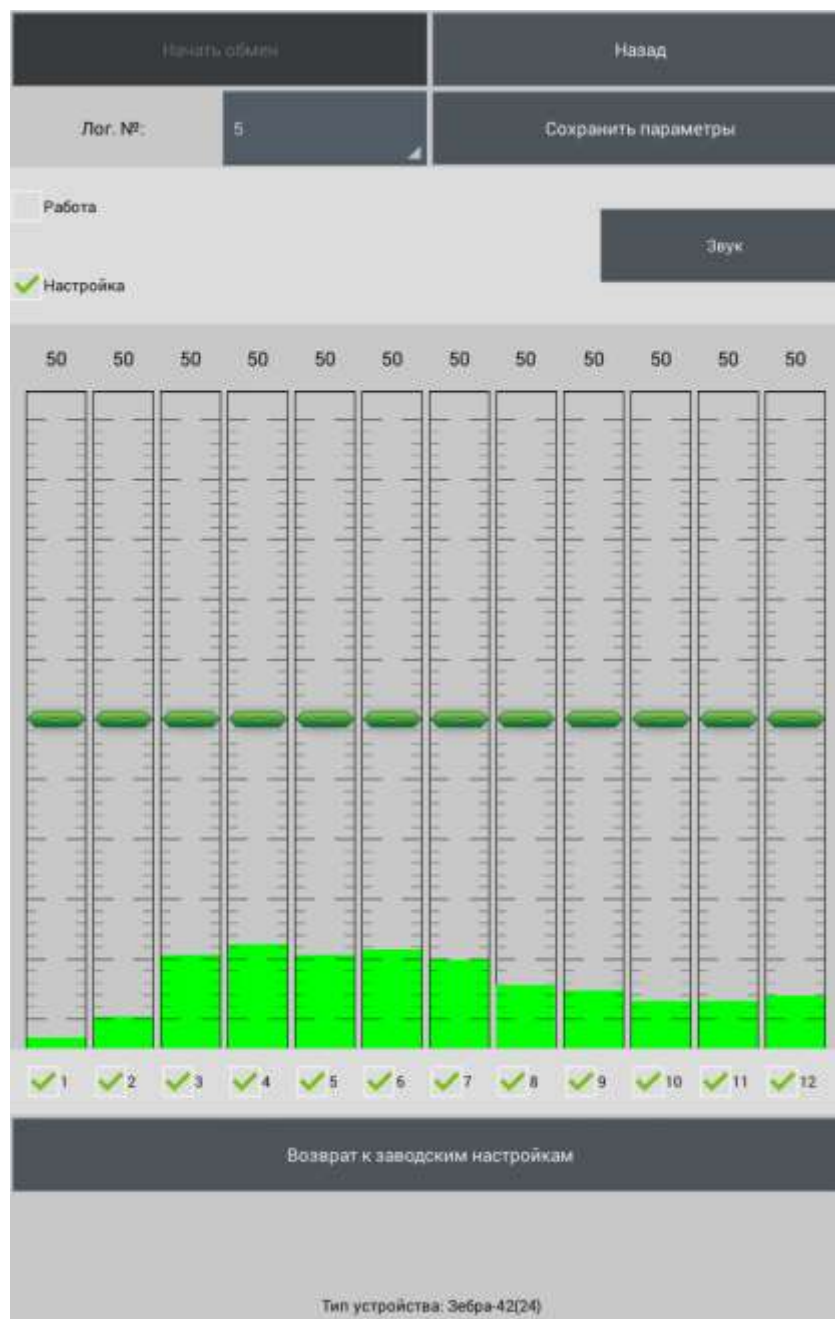 Начать обмен
Назад
Лог. №:
5
Сохранить параметры
Работа
Звук
Настройка
50 50 50 50 50 50 50 50 50 50 50 50
1 2 3 4 5 6 7 8 9 10 11 12
Возврат к заводским настройкам
Тип устройства: Зебра-42(24)